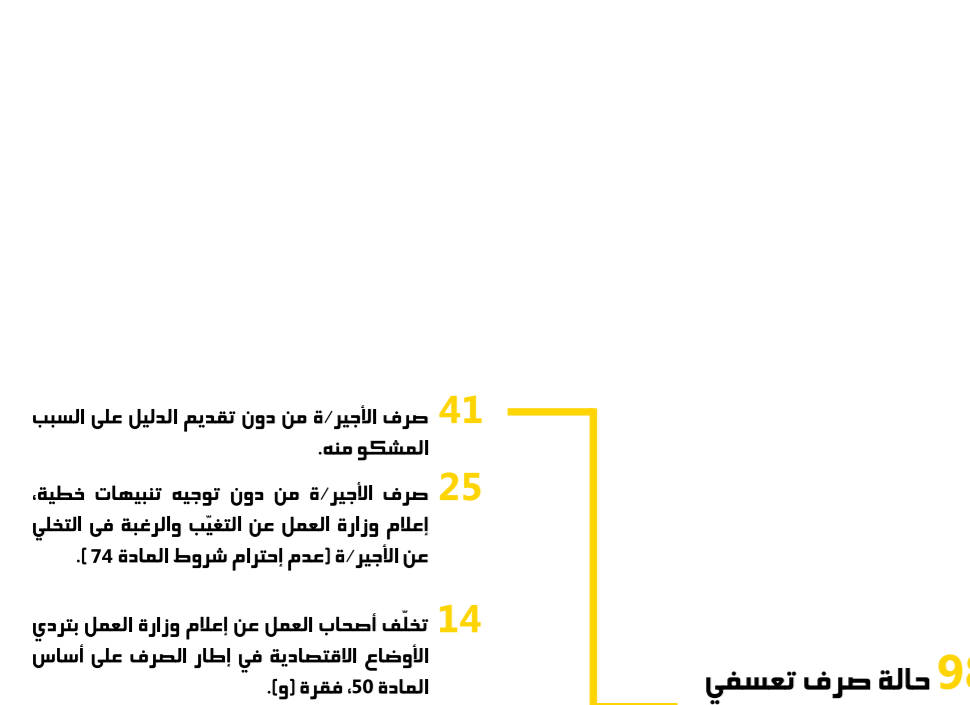 41 صرف الأجير/ة من دون تقديم الدليل على السبب
المشكو منه.
25 صرف الأجير/ة من دون توجيه تنبيهات خطية،
إعلام وزارة العمل عن التغيّب والرغبة في التخلي
عن الأجير/ة (عدم إحترام شروط المادة 74 ).
14 تخلّف أصحاب العمل عن إعلام وزارة العمل بتردي
الأوضاع الاقتصادية في إطار الصرف على أساس
المادة 50، فقرة (و).
98 حالة صرف تعسفي